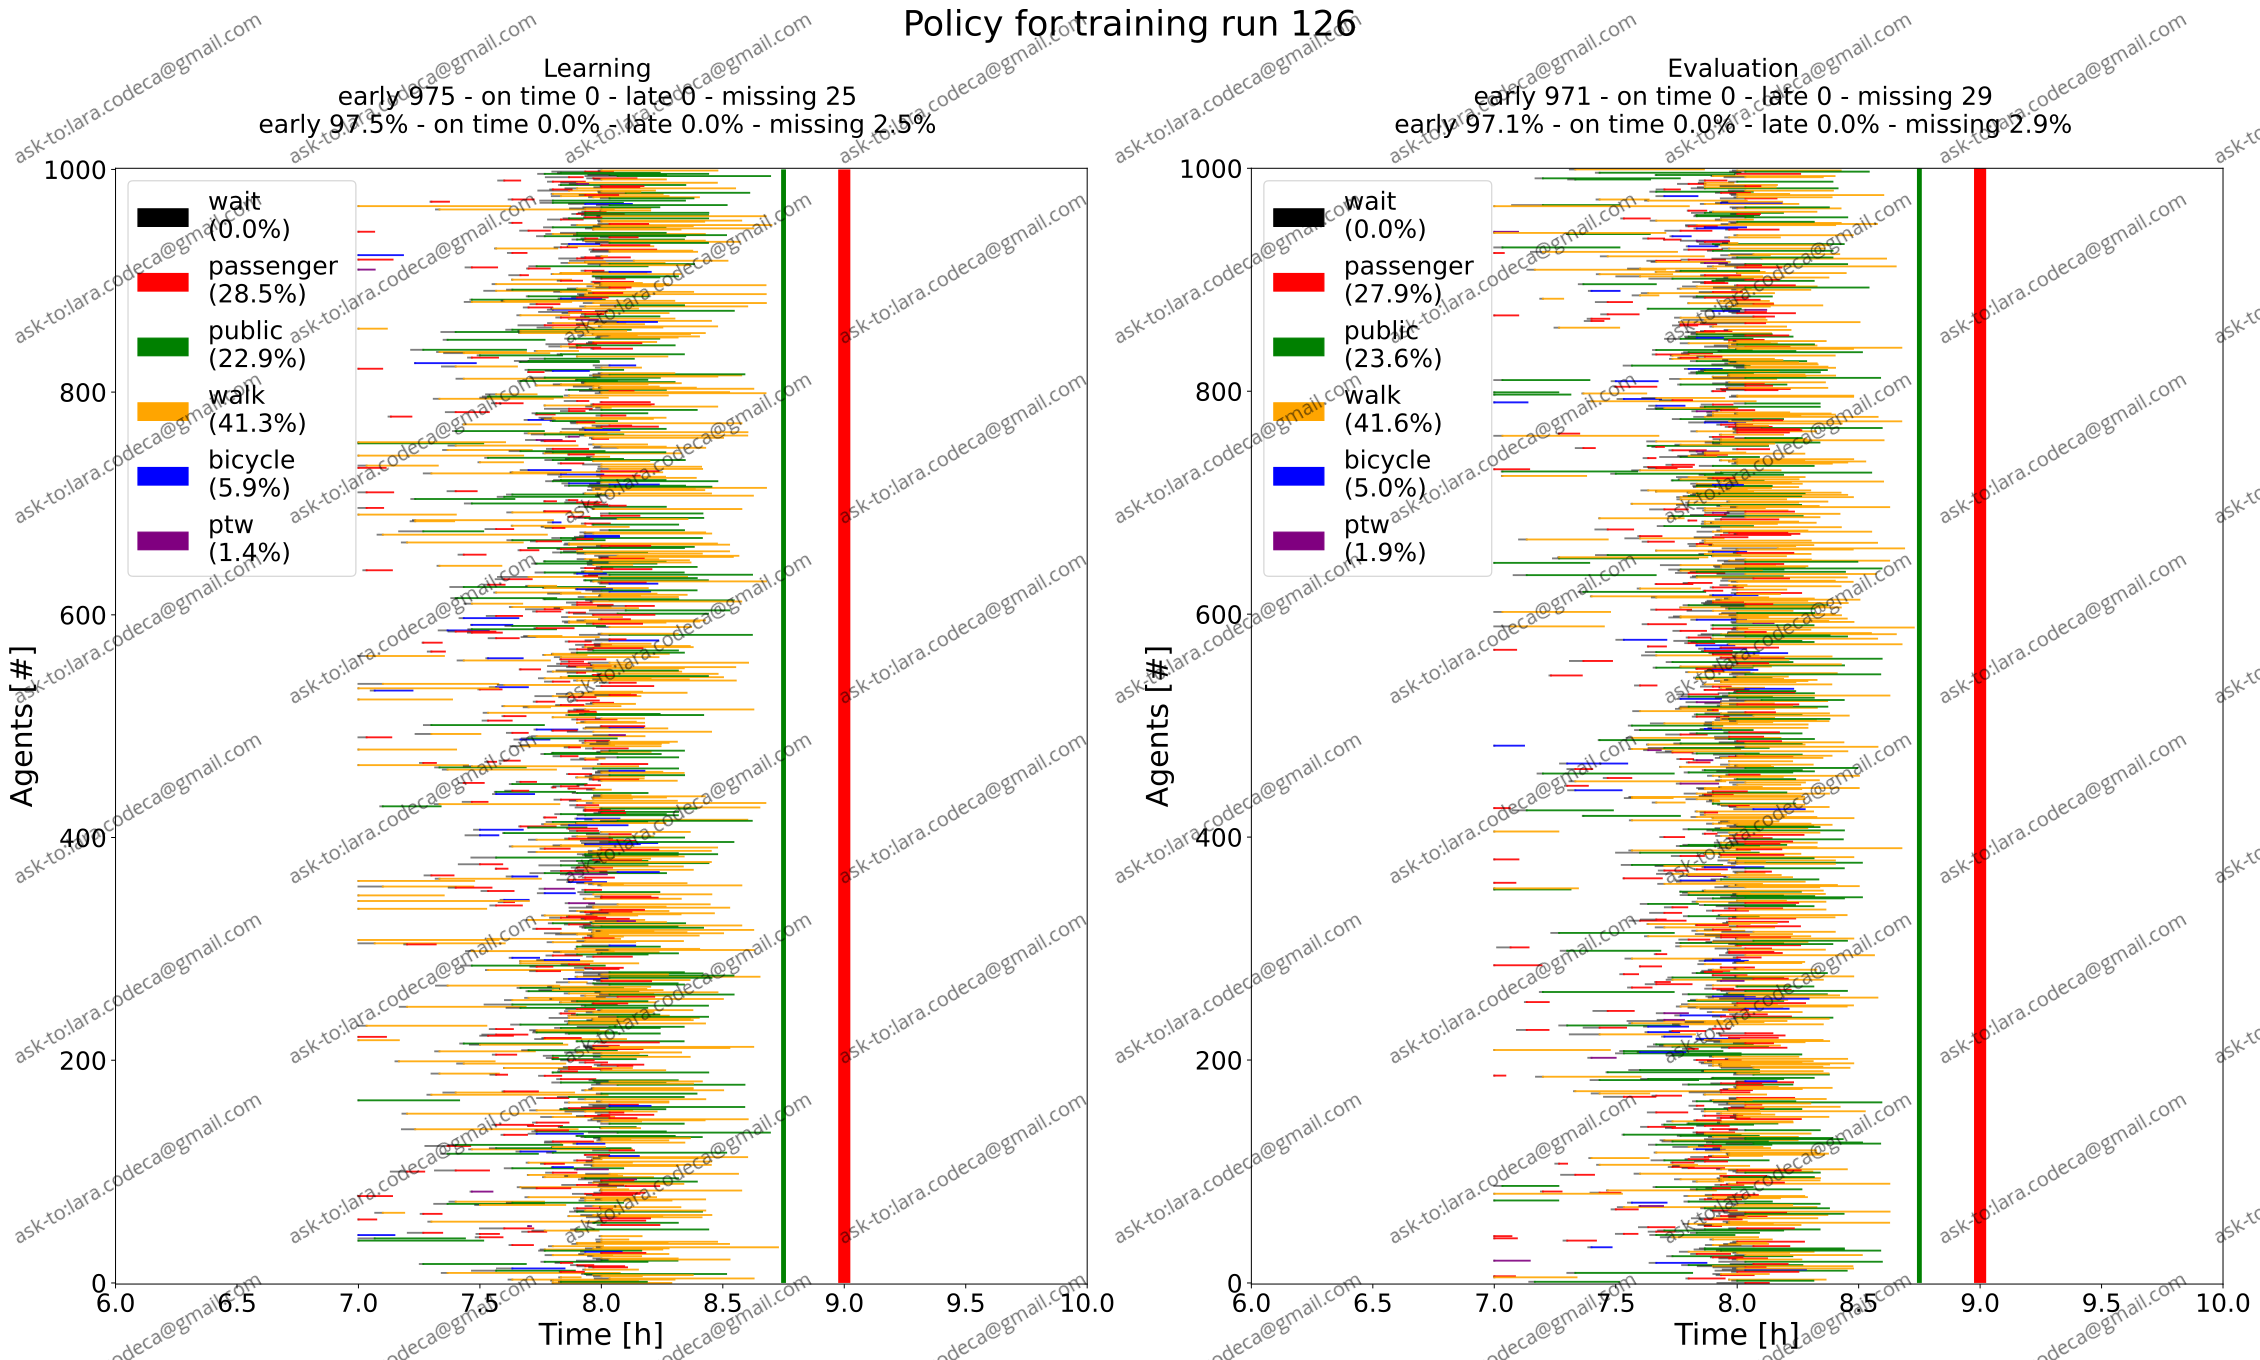 Policy for training run 126
Learning
early 975 - on time 0 - late 0 - missing 25
early 97.5% - on time 0.0% - late 0.0% - missing 2.5%
1000
800
600
400
200
0
Agents [#]
wait
(0.0%)
passenger
(28.5%)
public
(22.9%)
walk
(41.3%)
bicycle
(5.9%)
ptw
(1.4%)
6.0 6.5 7.0 7.5 8.0 8.5 9.0 9.5 10.0
Time [h]
Evaluation
early 971 - on time 0 - late 0 - missing 29
early 97.1% - on time 0.0% - late 0.0% - missing 2.9%
1000
800
600
400
200
0
Agents [#]
wait
(0.0%)
passenger
(27.9%)
public
(23.6%)
walk
(41.6%)
bicycle
(5.0%)
ptw
(1.9%)
6.0 6.5 7.0 7.5 8.0 8.5 9.0 9.5 10.0
Time [h]
ask-to:lara.codeca@gmail.com